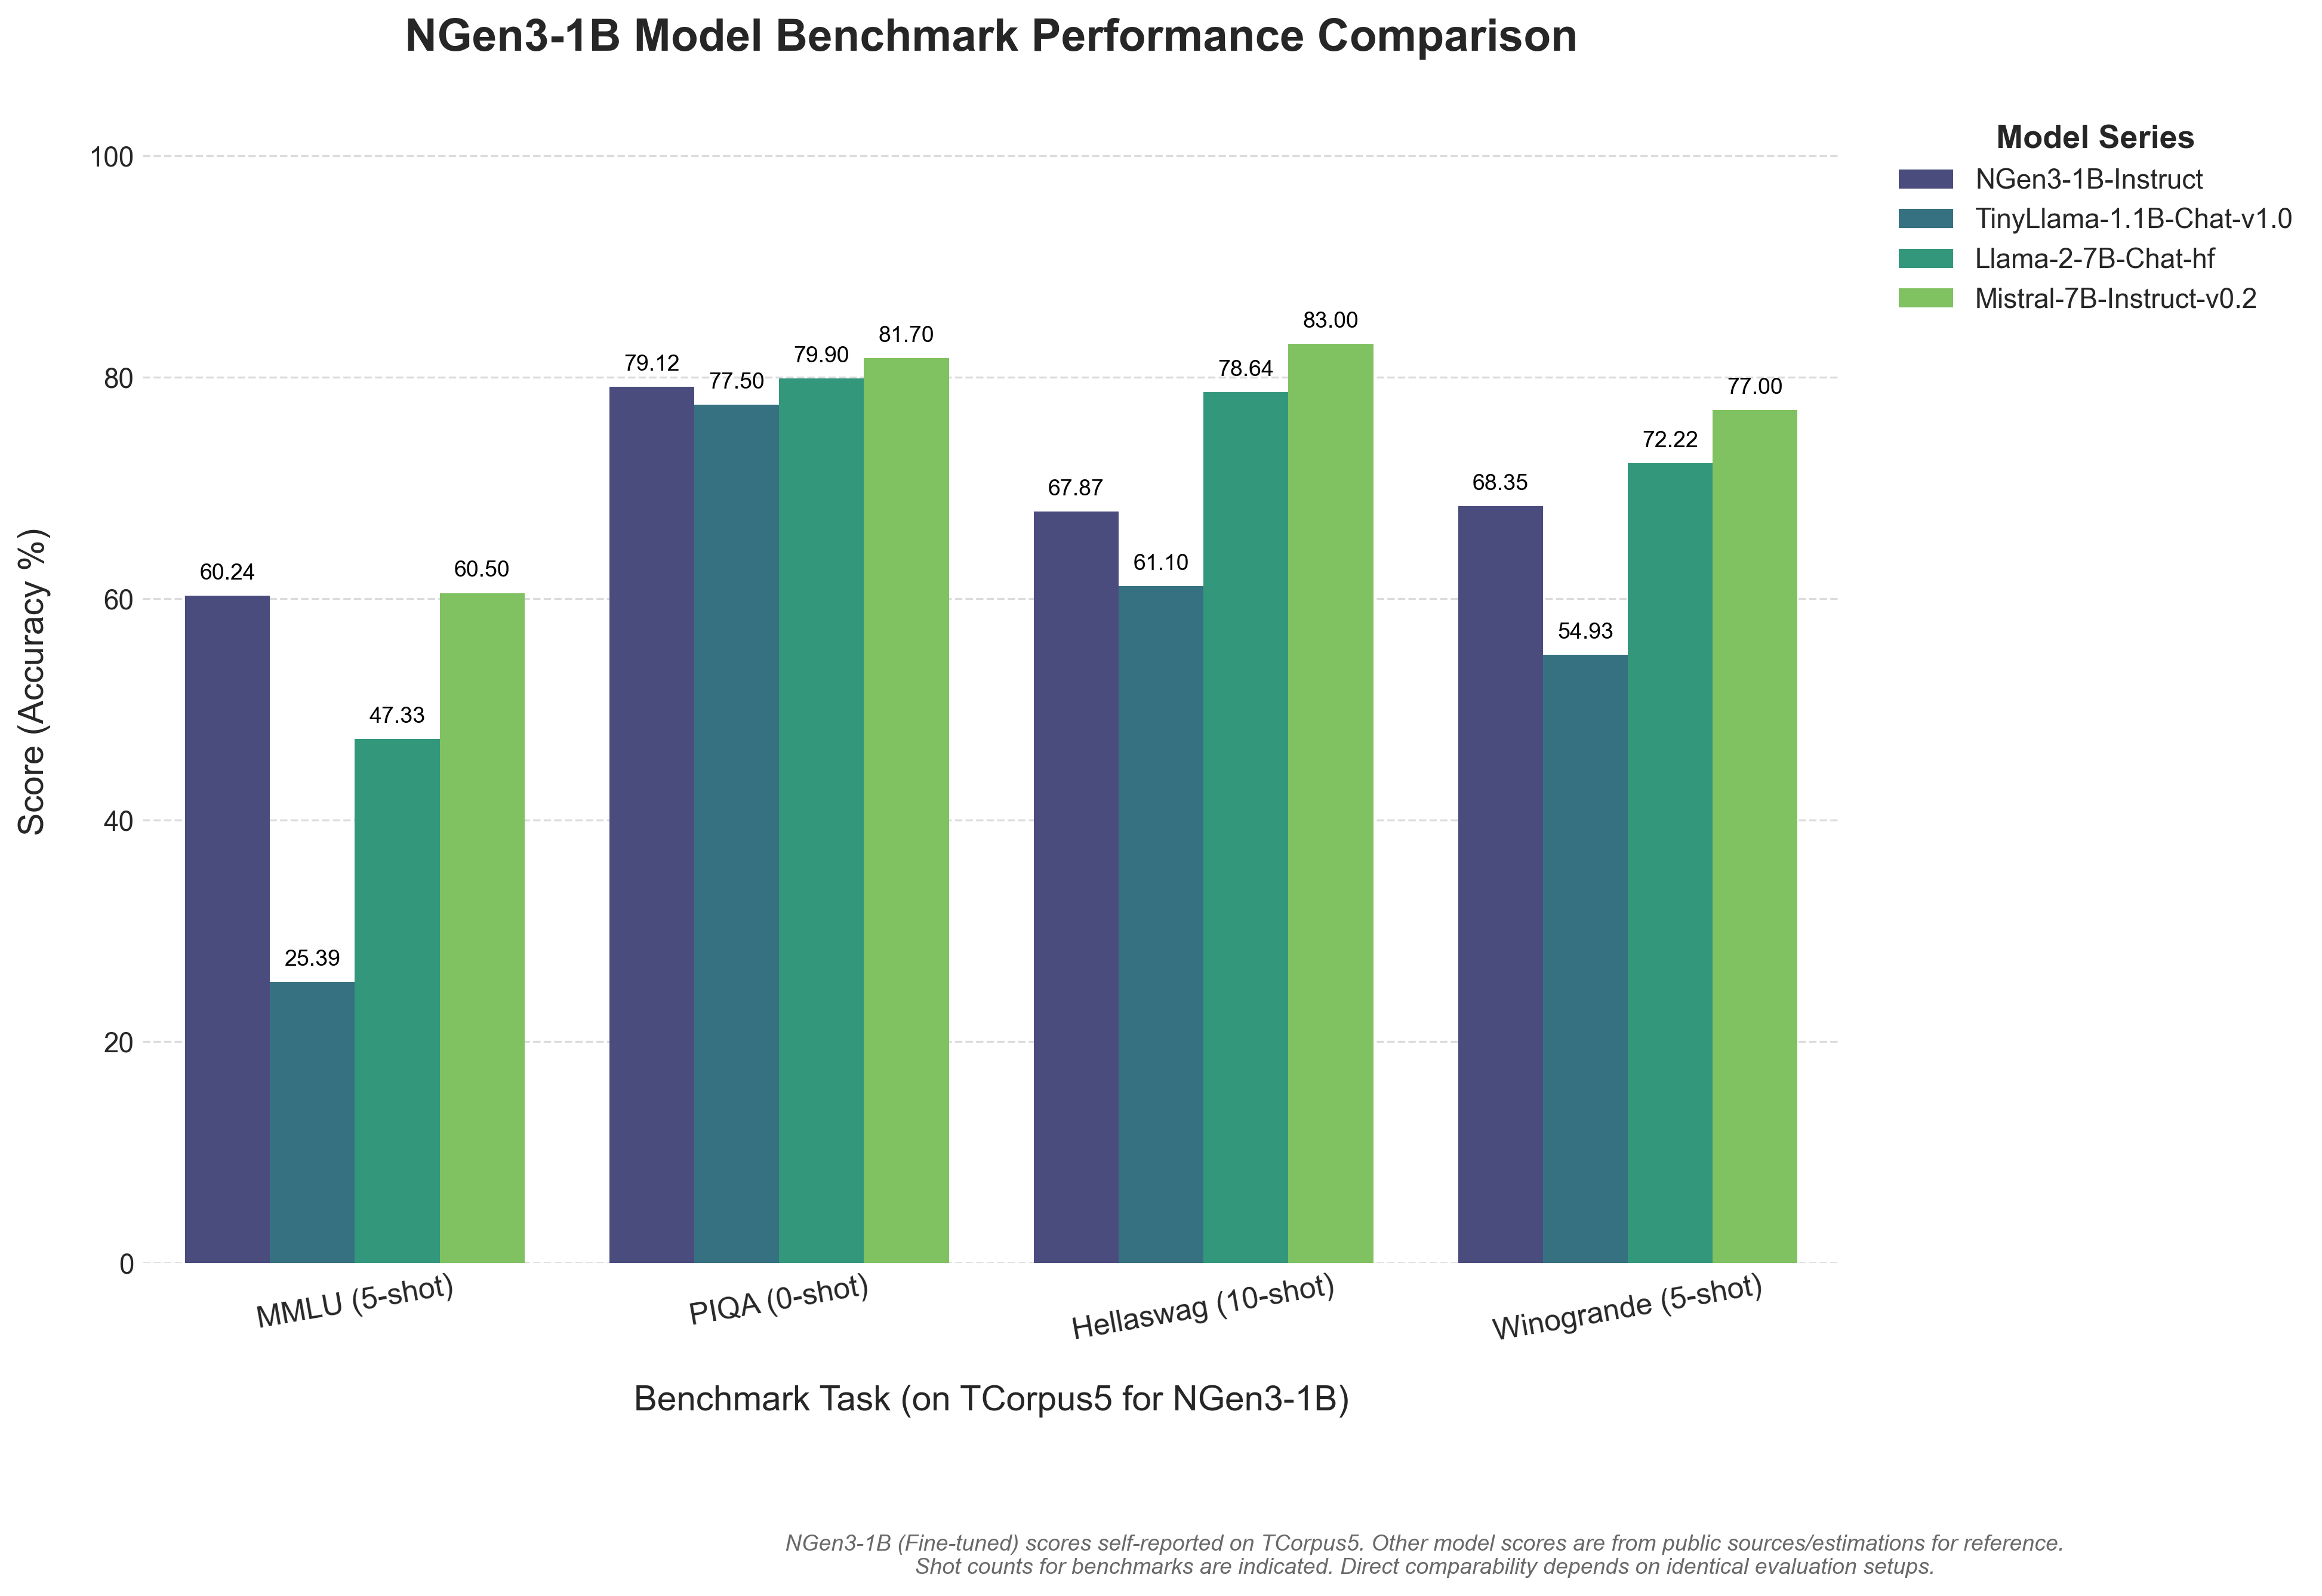 NGen3-1B Model Benchmark Performance Comparison
Model Series
NGen3-1B-Instruct
TinyLlama-1.1B-Chat-v1.0
Llama-2-7B-Chat-hf
Mistral-7B-Instruct-v0.2
Score (Accuracy %)
100
80
60
40
20
0
60.24
25.39
47.33
60.50
79.12
77.50
79.90
81.70
67.87
61.10
78.64
83.00
68.35
54.93
72.22
77.00
MMLU (5-shot)
PIQA (0-shot)
Hellaswag (10-shot)
Winogrande (5-shot)
Benchmark Task (on TCorpus5 for NGen3-1B)
NGen3-1B (Fine-tuned) scores self-reported on TCorpus5. Other model scores are from public sources/estimations for reference.
Shot counts for benchmarks are indicated. Direct comparability depends on identical evaluation setups.